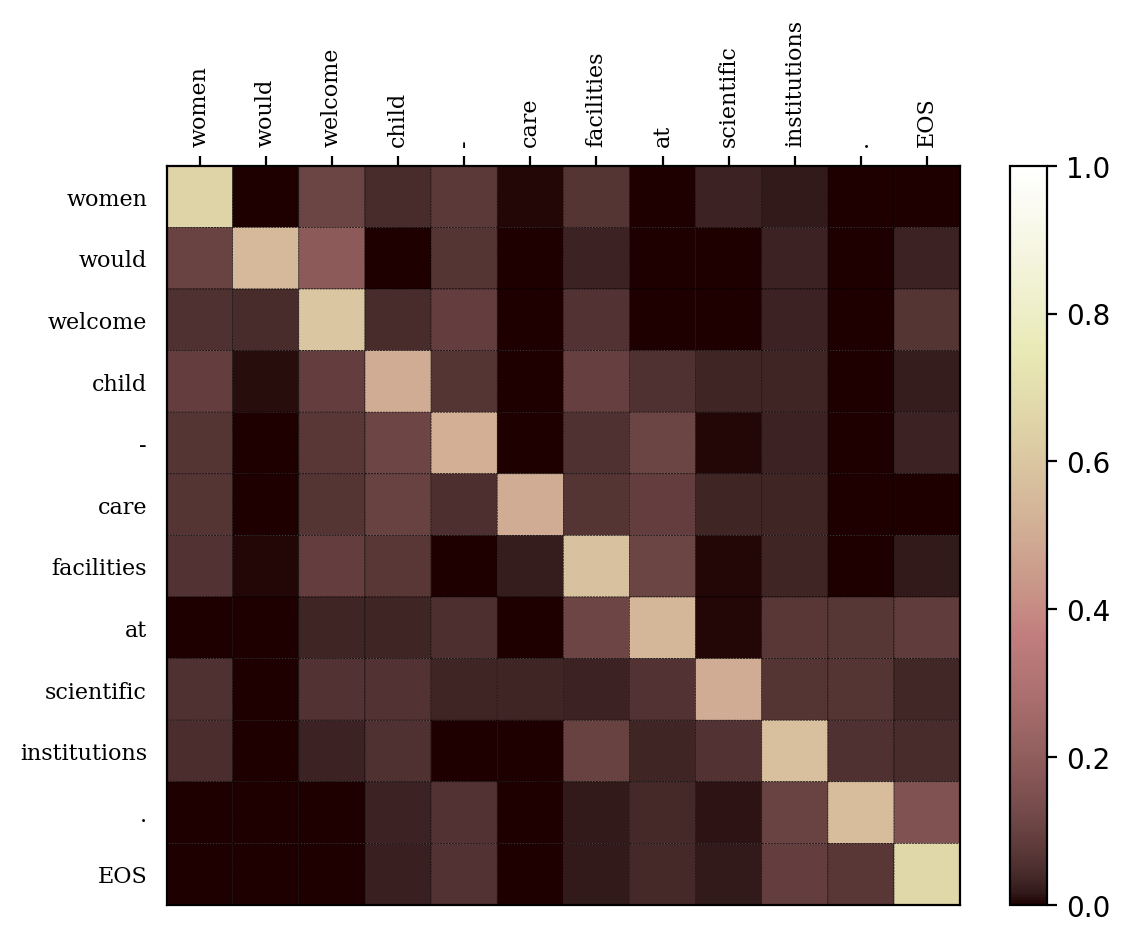 women would welcome child - care facilities at scientific institutions . EOS
women
would
welcome
child
-
care
facilities
at
scientific
institutions
.
EOS
1.0
0.8
0.6
0.4
0.2
0.0